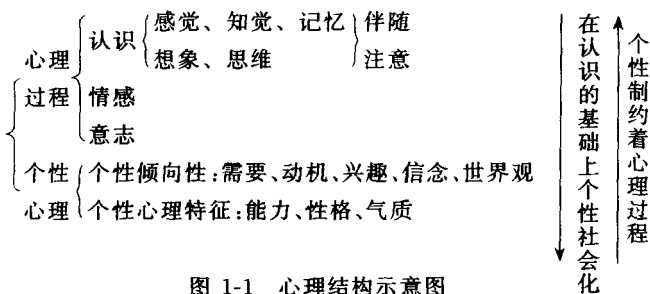 认识
感觉、知觉、记忆
想象、思维
伴随
注意
心理
过程
情感
意志
个性
心理
个性倾向性:需要、动机、兴趣、信念、世界观
个性心理特征:能力、性格、气质
在认识的基础上个性社会化
个性制约着心理过程
图 1-1 心理结构示意图